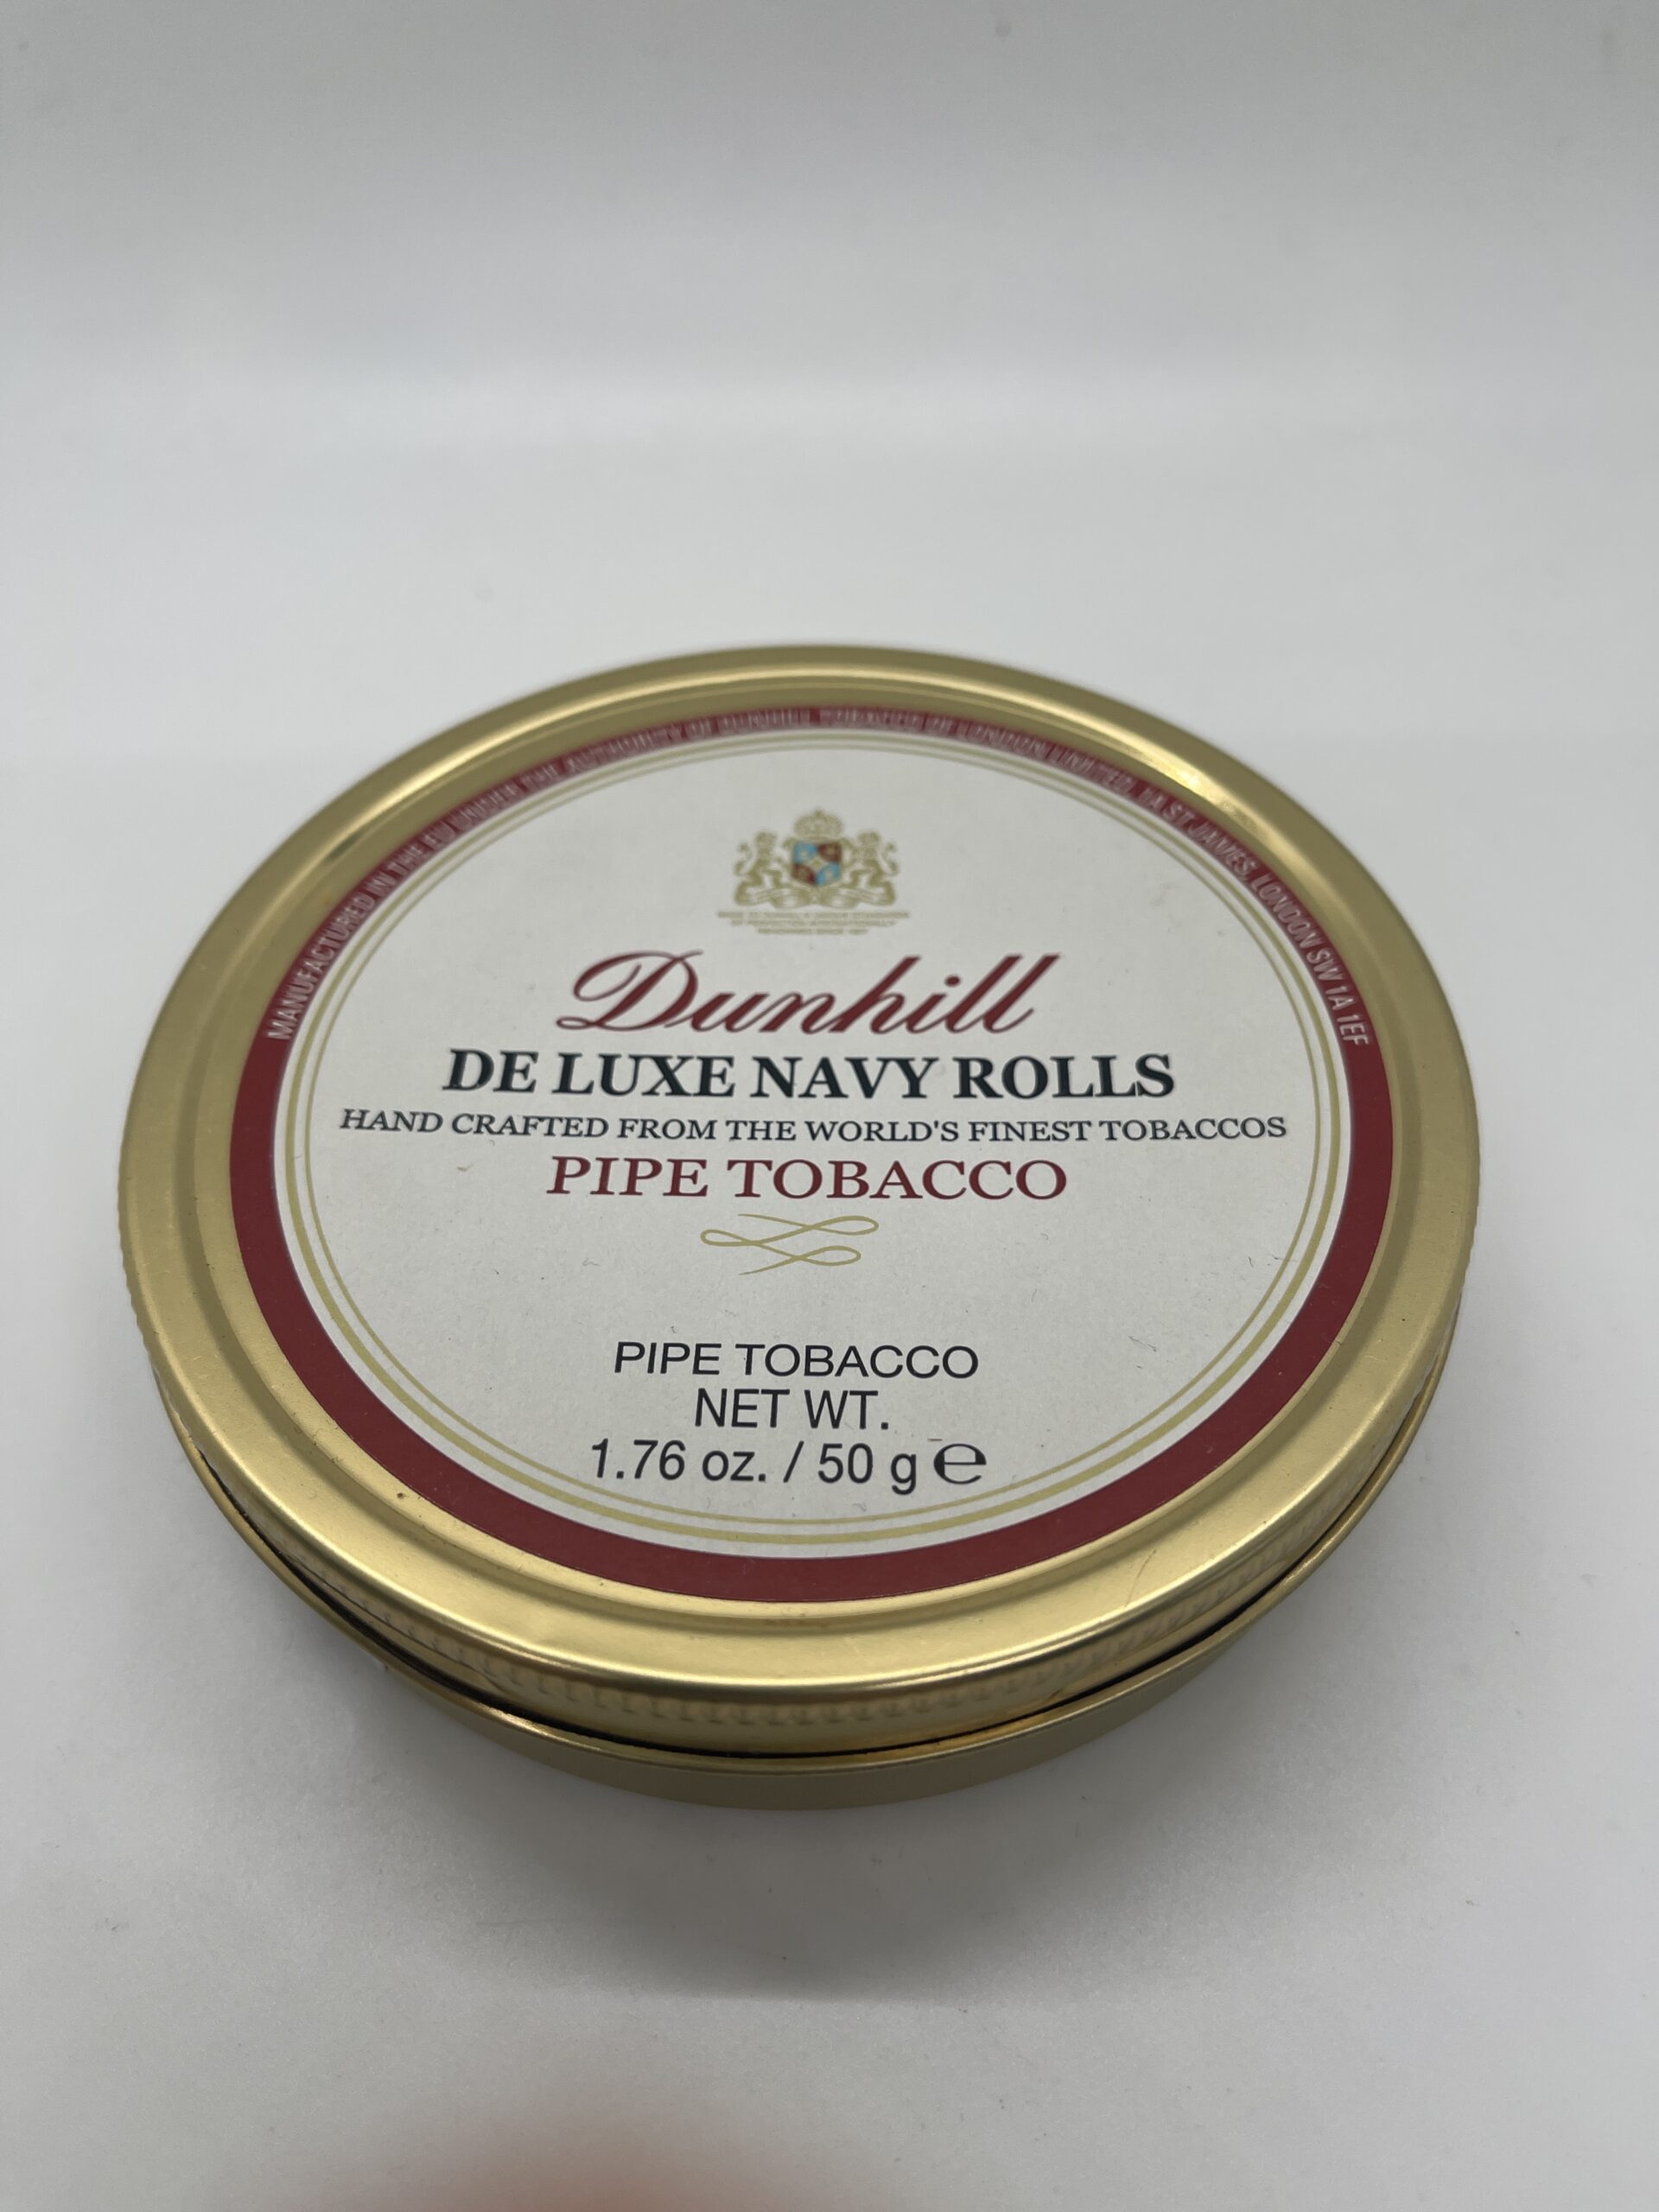 MANUFACTURED IN THE EU UNDER THE AUTHORITY OF DUNHILL TOBACCO OF LONDON LIMITED, 1A ST JAMES, LONDON SW1A 1EF
Dunhill
DE LUXE NAVY ROLLS
HAND CRAFTED FROM THE WORLD'S FINEST TOBACCOS
PIPE TOBACCO
PIPE TOBACCO
NET WT.
1.76 oz. / 50 g ℮